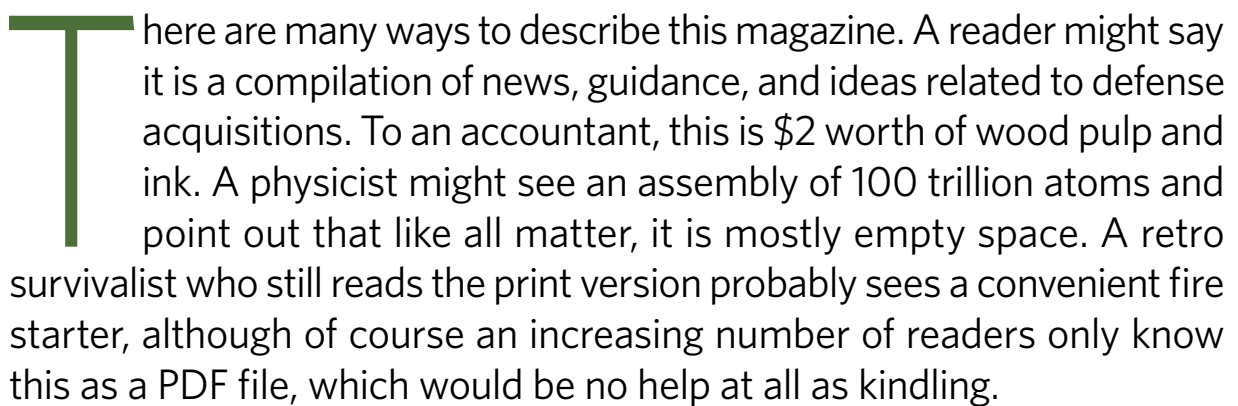 There are many ways to describe this magazine. A reader might say
it is a compilation of news, guidance, and ideas related to defense
acquisitions. To an accountant, this is $2 worth of wood pulp and
ink. A physicist might see an assembly of 100 trillion atoms and
point out that like all matter, it is mostly empty space. A retro
survivalist who still reads the print version probably sees a convenient fire
starter, although of course an increasing number of readers only know
this as a PDF file, which would be no help at all as kindling.